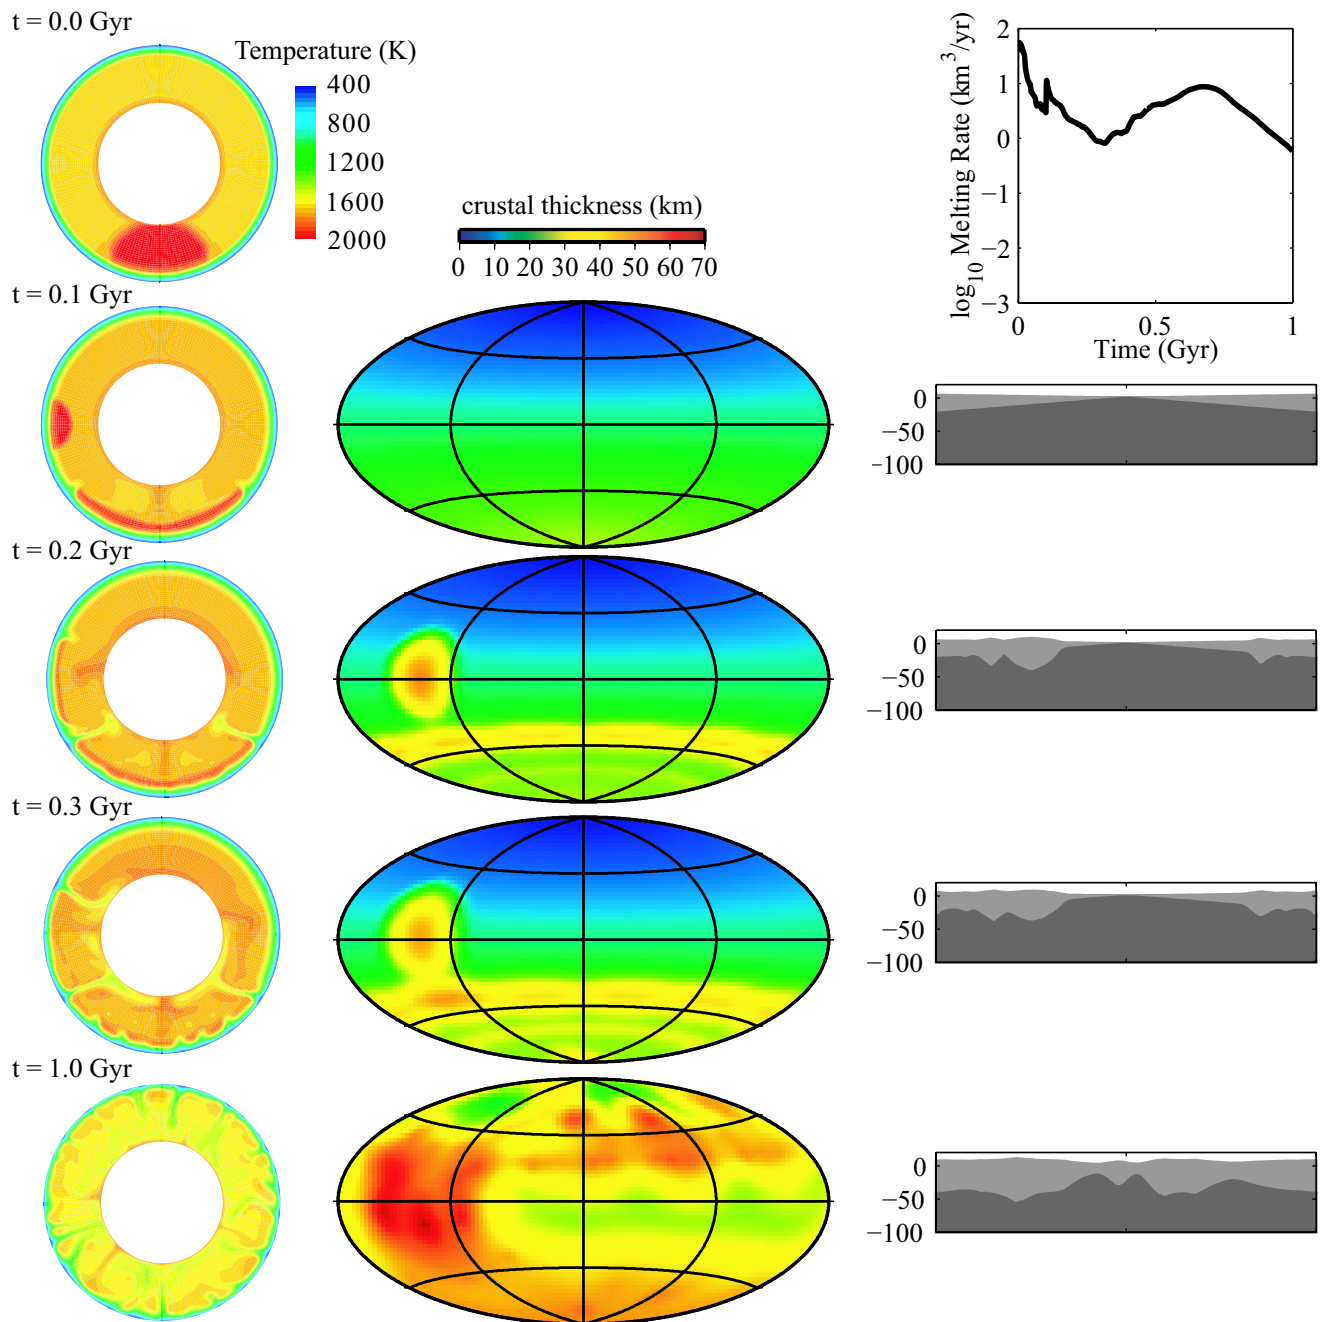 t = 0.0 Gyr
Temperature (K)
400
800
1200
1600
2000
crustal thickness (km)
0 10 20 30 40 50 60 70
log10 Melting Rate (km3/yr)
2
1
0
−1
−2
−3
0 0.5 1
Time (Gyr)
t = 0.1 Gyr
0
−50
−100
t = 0.2 Gyr
0
−50
−100
t = 0.3 Gyr
0
−50
−100
t = 1.0 Gyr
0
−50
−100